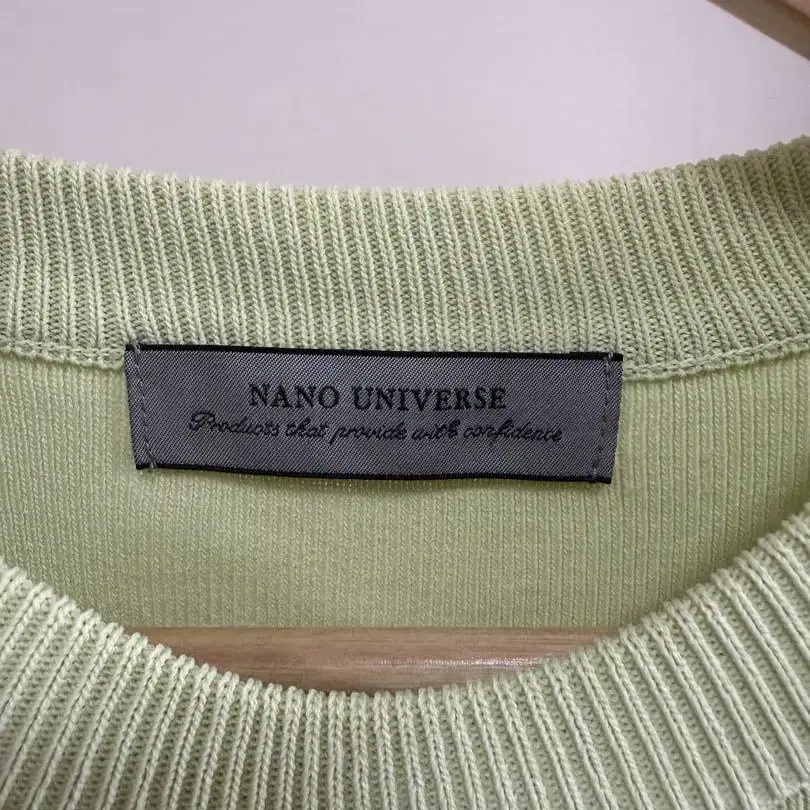 NANO UNIVERSE
Products that provide with confidence